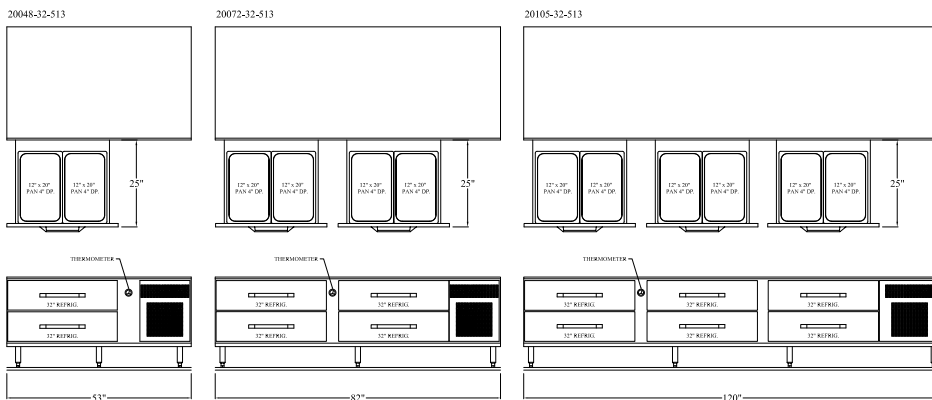 20048-32-513
20072-32-513
20105-32-513
12" x 20"
PAN 4" DP.
12" x 20"
PAN 4" DP.
25"
12" x 20"
PAN 4" DP.
12" x 20"
PAN 4" DP.
12" x 20"
PAN 4" DP.
12" x 20"
PAN 4" DP.
25"
12" x 20"
PAN 4" DP.
12" x 20"
PAN 4" DP.
12" x 20"
PAN 4" DP.
12" x 20"
PAN 4" DP.
12" x 20"
PAN 4" DP.
12" x 20"
PAN 4" DP.
25"
THERMOMETER
THERMOMETER
THERMOMETER
32" REFRIG.
32" REFRIG.
32" REFRIG.
32" REFRIG.
32" REFRIG.
32" REFRIG.
32" REFRIG.
32" REFRIG.
32" REFRIG.
32" REFRIG.
32" REFRIG.
32" REFRIG.
53"
82"
120"